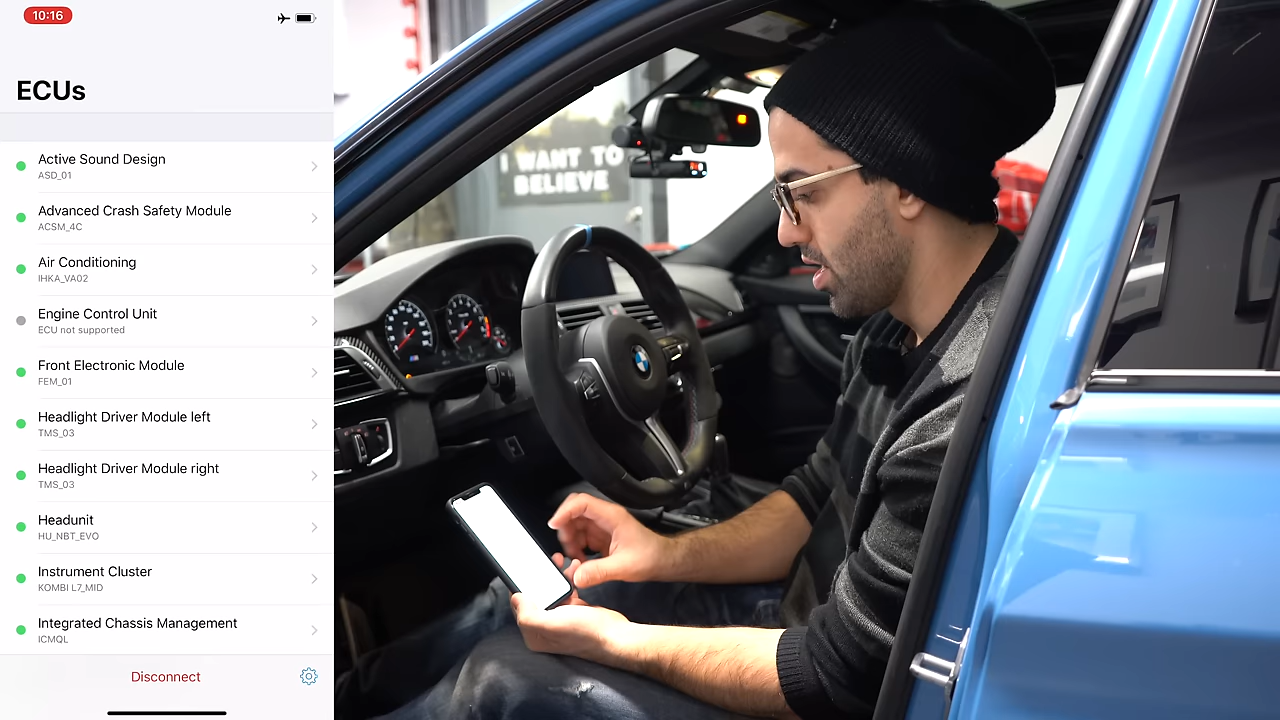 10:16
ECUs
Active Sound Design
ASD_01
Advanced Crash Safety Module
ACSM_4C
Air Conditioning
IHKA_VA02
Engine Control Unit
ECU not supported
Front Electronic Module
FEM_01
Headlight Driver Module left
TMS_03
Headlight Driver Module right
TMS_03
Headunit
HU_NBT_EVO
Instrument Cluster
KOMBI L7_MID
Integrated Chassis Management
ICMQL
Disconnect
I WANT TO
BELIEVE